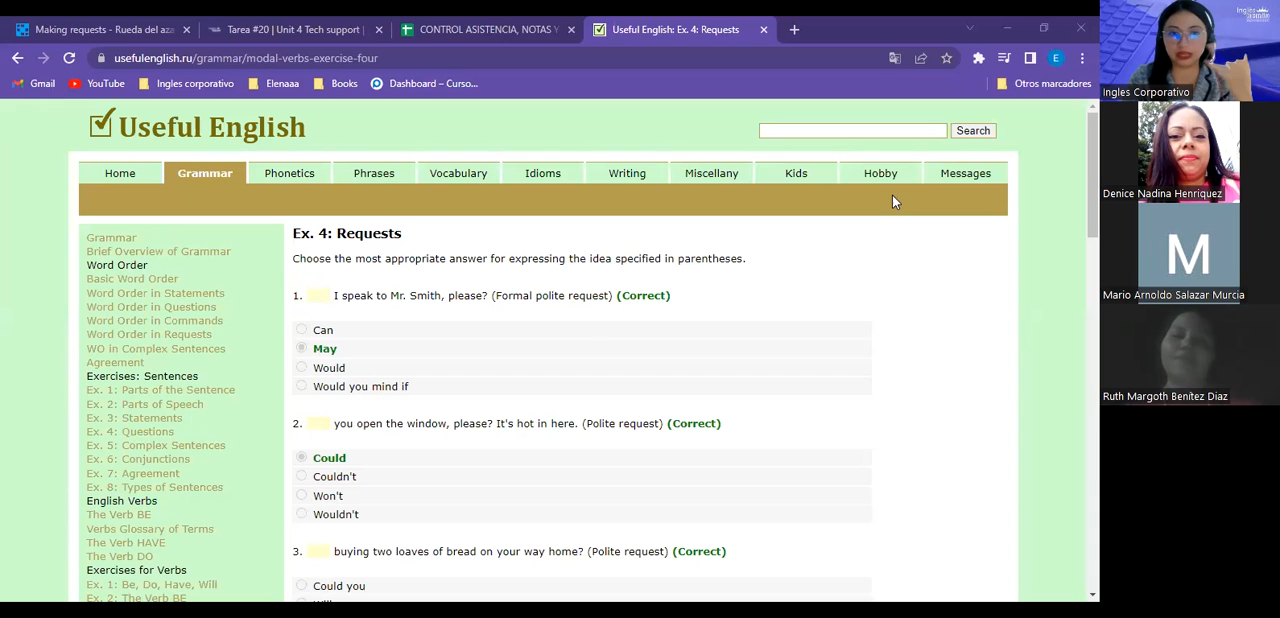 Making requests - Rueda del aza
Tarea #20 | Unit 4 Tech support |
CONTROL ASISTENCIA, NOTAS Y
Useful English: Ex. 4: Requests
usefulenglish.ru/grammar/modal-verbs-exercise-four
E
Gmail
YouTube
Ingles corporativo
Elenaaa
Books
Dashboard – Curso...
Otros marcadores
Useful English
Search
Home
Grammar
Phonetics
Phrases
Vocabulary
Idioms
Writing
Miscellany
Kids
Hobby
Messages
Grammar
Brief Overview of Grammar
Word Order
Basic Word Order
Word Order in Statements
Word Order in Questions
Word Order in Commands
Word Order in Requests
WO in Complex Sentences
Agreement
Exercises: Sentences
Ex. 1: Parts of the Sentence
Ex. 2: Parts of Speech
Ex. 3: Statements
Ex. 4: Questions
Ex. 5: Complex Sentences
Ex. 6: Conjunctions
Ex. 7: Agreement
Ex. 8: Types of Sentences
English Verbs
The Verb BE
Verbs Glossary of Terms
The Verb HAVE
The Verb DO
Exercises for Verbs
Ex. 1: Be, Do, Have, Will
Ex. 2: The Verb BE
Ex. 4: Requests
Choose the most appropriate answer for expressing the idea specified in parentheses.
1. I speak to Mr. Smith, please? (Formal polite request) (Correct)
Can
May
Would
Would you mind if
2. you open the window, please? It's hot in here. (Polite request) (Correct)
Could
Couldn't
Won't
Wouldn't
3. buying two loaves of bread on your way home? (Polite request) (Correct)
Could you
Ingles Corporativo
Denice Nadina Henriquez
M
Mario Arnoldo Salazar Murcia
Ruth Margoth Benítez Diaz